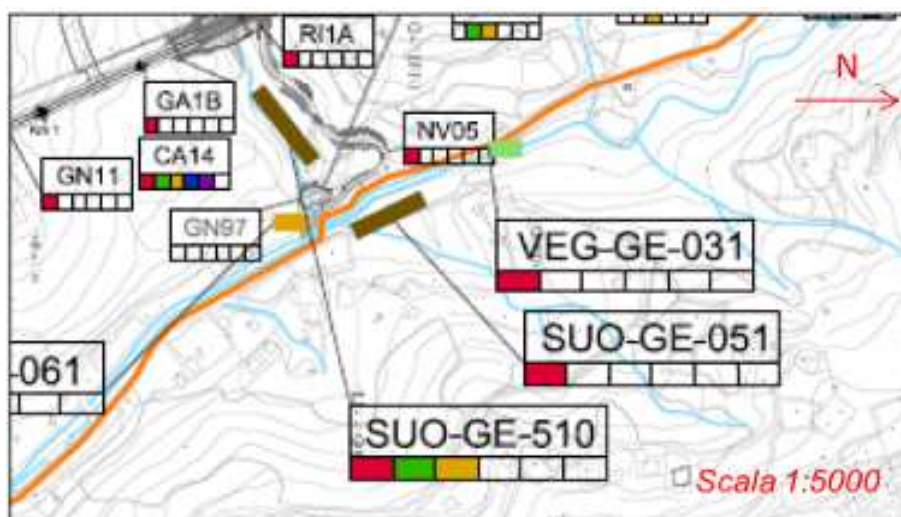 RI1A
N
GA1B
NV05
CA14
GN11
GN97
VEG-GE-031
SUO-GE-051
-061
SUO-GE-510
Scala 1:5000